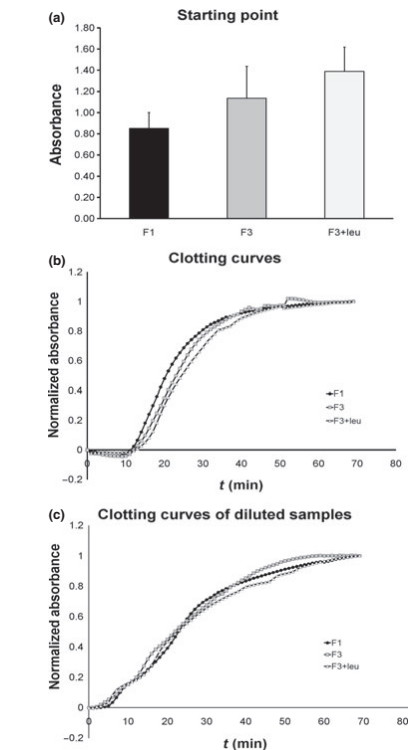 (a) Starting point
1.80
1.60
1.40
1.20
1.00
0.80
0.60
0.40
0.20
0.00
Absorbance
F1 F3 F3+leu
(b) Clotting curves
1.2
1
0.8
0.6
0.4
0.2
0
−0.2
Normalized absorbance
F1
F3
F3+leu
0 10 20 30 40 50 60 70 80
t (min)
(c) Clotting curves of diluted samples
1.2
1
0.8
0.6
0.4
0.2
0
−0.2
Normalized absorbance
F1
F3
F3+leu
0 10 20 30 40 50 60 70 80
t (min)